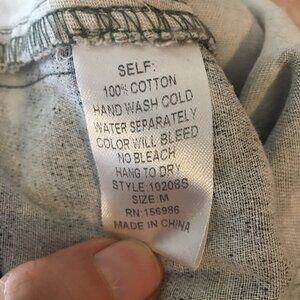 SELF:
100% COTTON
HAND WASH COLD
WATER SEPARATELY
COLOR WILL BLEED
NO BLEACH
HANG TO DRY
STYLE: 10208S
SIZE: M
RN: 156986
MADE IN CHINA